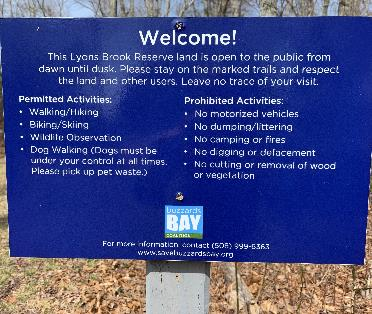 Welcome!
This Lyons Brook Reserve land is open to the public from
dawn until dusk. Please stay on the marked trails and respect
the land and other users. Leave no trace of your visit.
Permitted Activities:
• Walking/Hiking
• Biking/Skiing
• Wildlife Observation
• Dog Walking (Dogs must be
under your control at all times.
Please pick up pet waste.)
Prohibited Activities:
• No motorized vehicles
• No dumping/littering
• No camping or fires
• No digging or defacement
• No cutting or removal of wood
or vegetation
buzzards
BAY
COALITION
For more information, contact (508) 999-6363
www.savebuzzardsbay.org